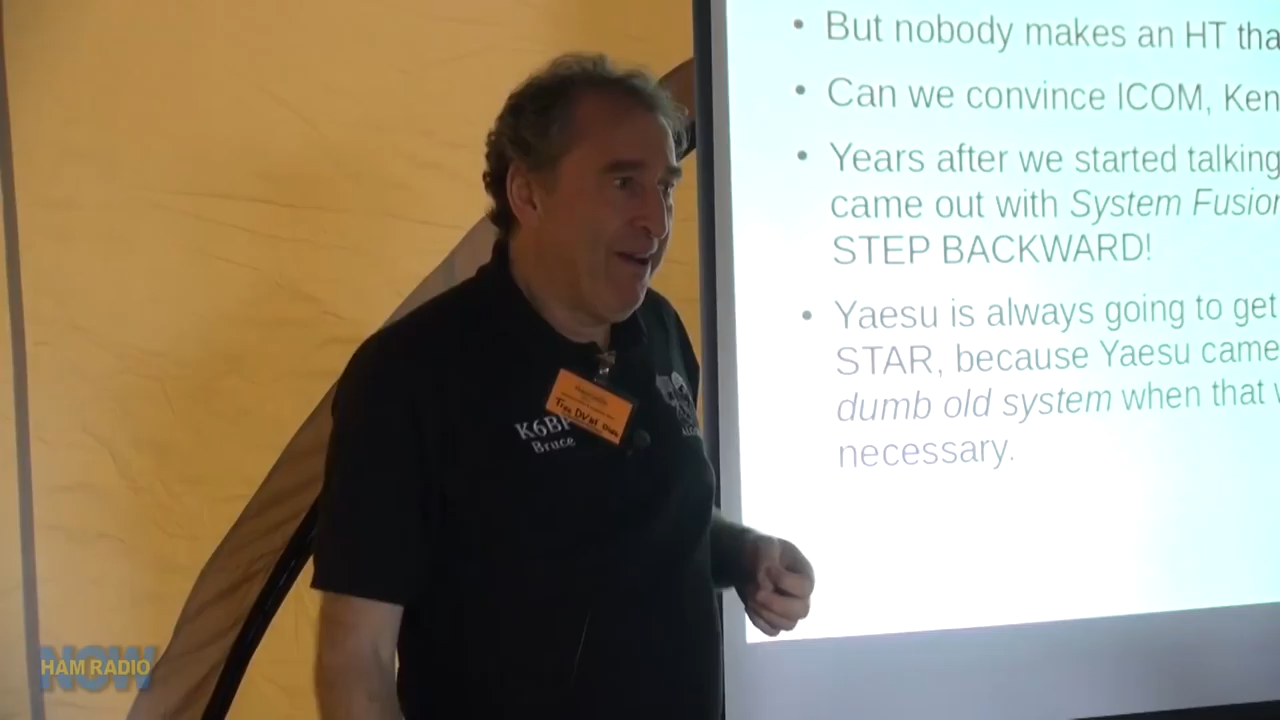 • But nobody makes an HT tha
• Can we convince ICOM, Ken
• Years after we started talking
came out with System Fusion
STEP BACKWARD!
• Yaesu is always going to get
STAR, because Yaesu came
dumb old system when that w
necessary.
K6BP
Bruce
HAM RADIO
NOW